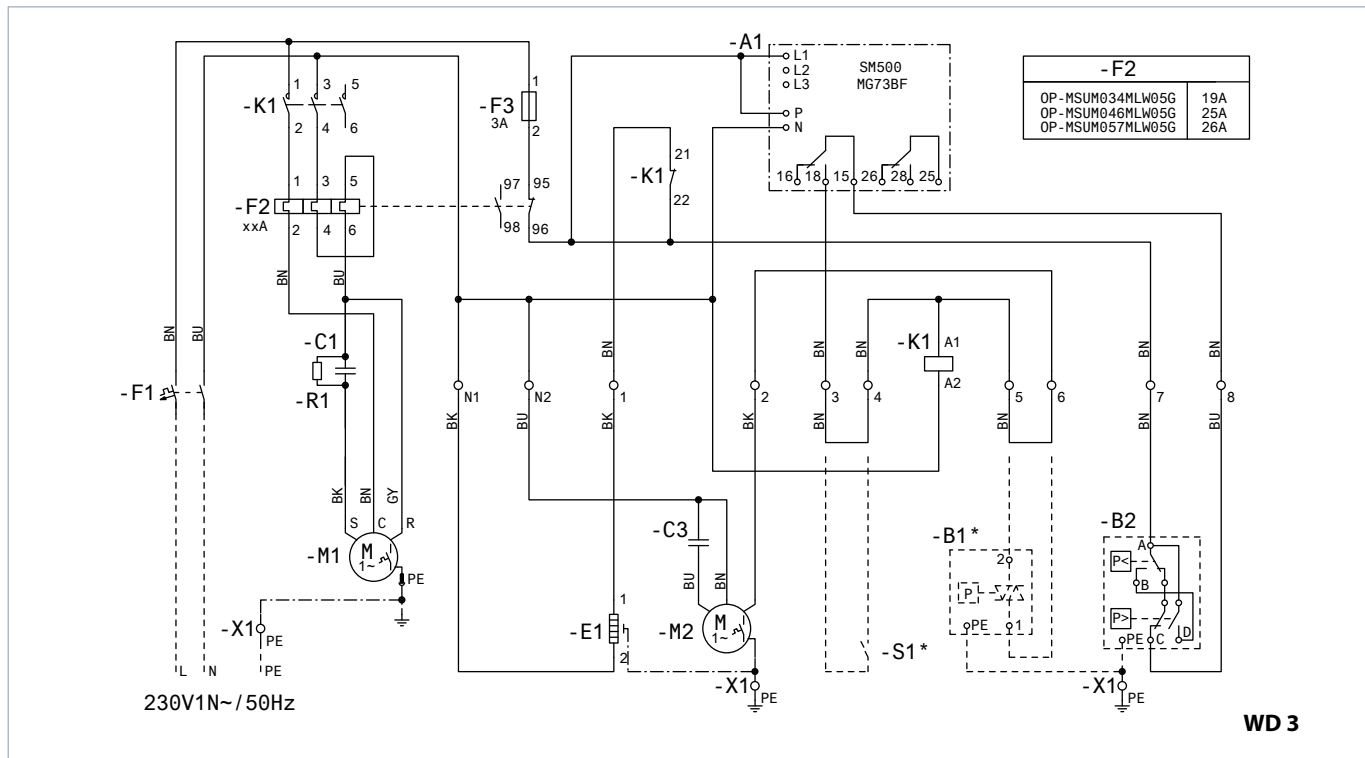 -A1
L1
L2
L3
SM500
MG73BF
P
N
16 18 15 26 28 25
-F2
OP-MSUM034MLW05G 19A
OP-MSUM046MLW05G 25A
OP-MSUM057MLW05G 26A
-K1
1 3 5
2 4 6
-F3
3A
1
2
-K1
21
22
-F2
xxA
1 3 5
2 4 6
97 95
98 96
BN
BU
BN
BU
-C1
-R1
-F1
N1
N2
1
2
3
4
5
6
7
8
BN
BN
BN
BN
BN
BN
-K1
A1
A2
BK
BU
BK
BK
BN
BN
BN
BU
BK
BN
GY
S C R
-M1
M
1~
PE
-X1
PE
PE
L N
230V1N~/50Hz
-E1
1
2
-C3
BU
BN
-M2
M
1~
-X1
PE
-S1*
-B1*
2
P
PE
1
-B2
A
P<
B
P>
PE
C
D
-X1
PE
WD 3